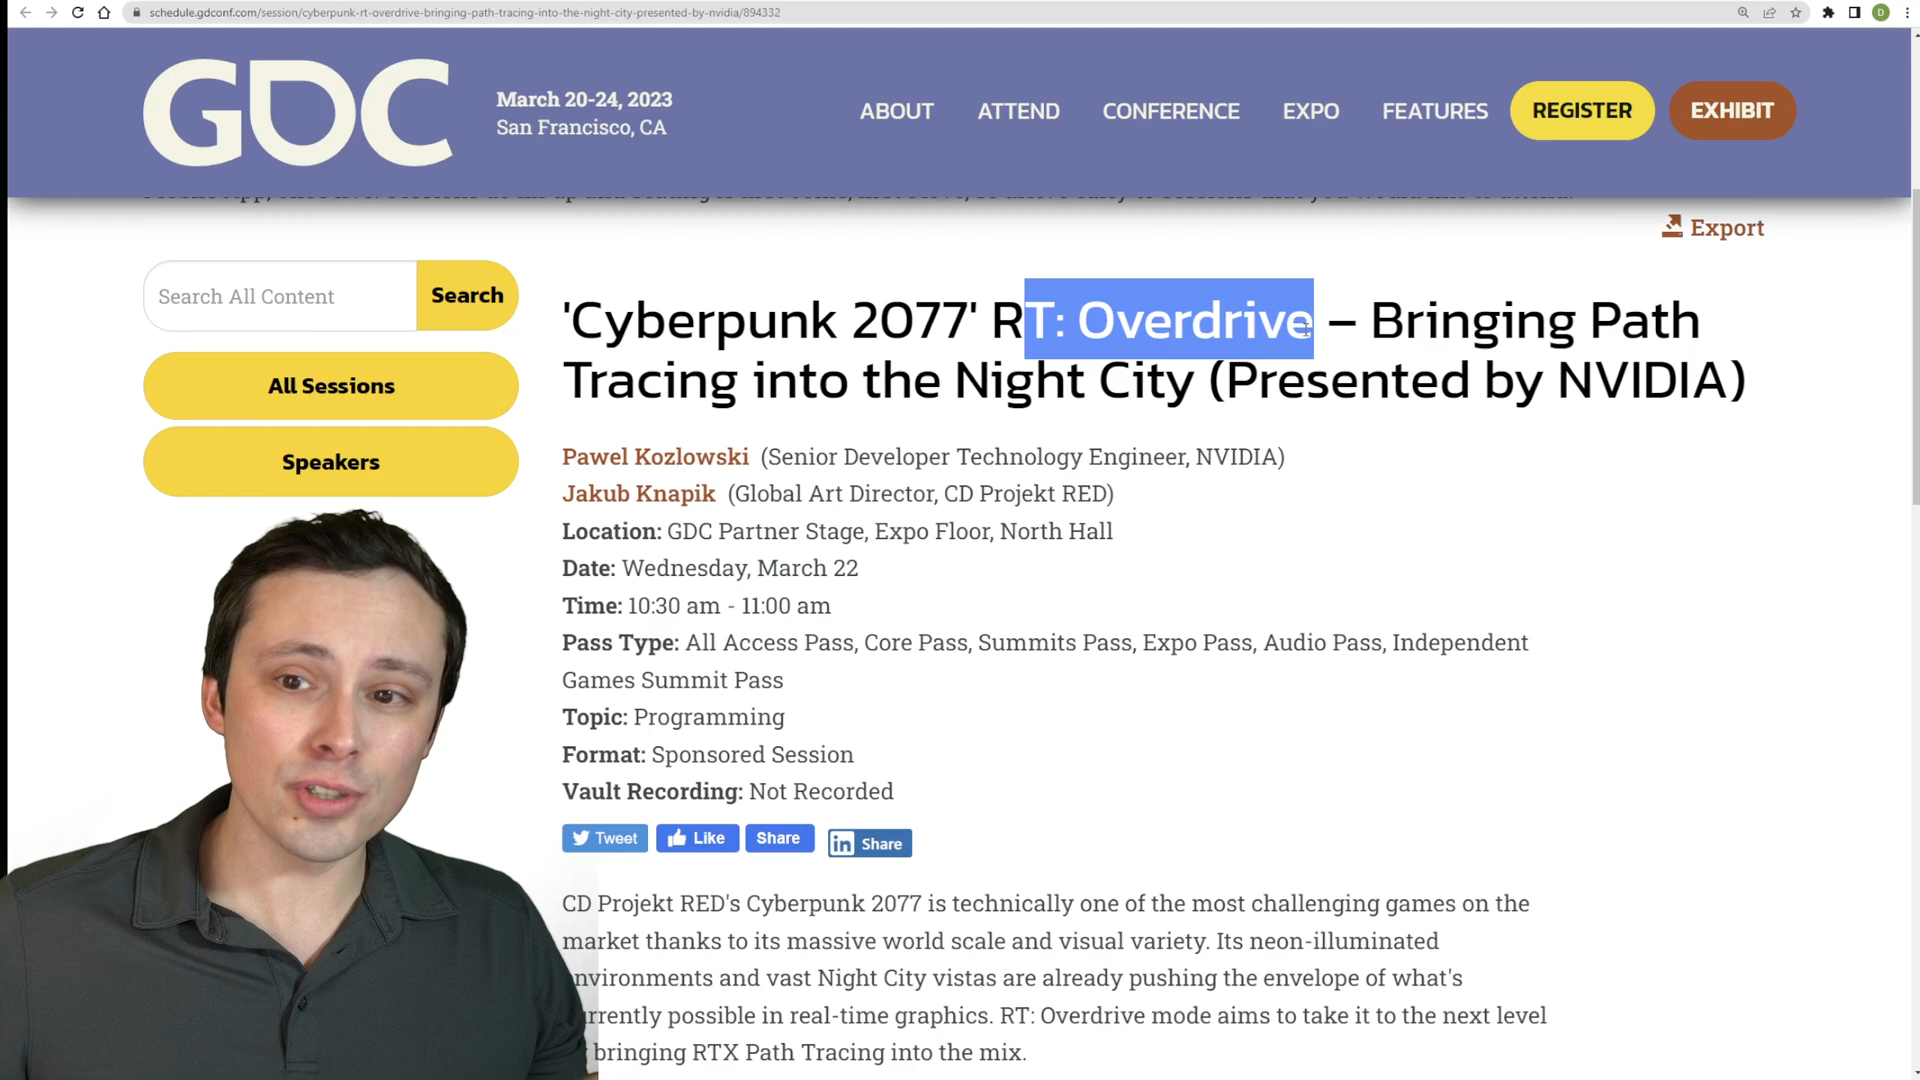 schedule.gdconf.com/session/cyberpunk-rt-overdrive-bringing-path-tracing-into-the-night-city-presented-by-nvidia/894332
D
GDC
March 20-24, 2023
San Francisco, CA
ABOUT
ATTEND
CONFERENCE
EXPO
FEATURES
REGISTER
EXHIBIT
Export
Search All Content
Search
All Sessions
Speakers
'Cyberpunk 2077' RT: Overdrive – Bringing Path
Tracing into the Night City (Presented by NVIDIA)
Pawel Kozlowski (Senior Developer Technology Engineer, NVIDIA)
Jakub Knapik (Global Art Director, CD Projekt RED)
Location: GDC Partner Stage, Expo Floor, North Hall
Date: Wednesday, March 22
Time: 10:30 am - 11:00 am
Pass Type: All Access Pass, Core Pass, Summits Pass, Expo Pass, Audio Pass, Independent
Games Summit Pass
Topic: Programming
Format: Sponsored Session
Vault Recording: Not Recorded
Tweet
Like
Share
in Share
CD Projekt RED's Cyberpunk 2077 is technically one of the most challenging games on the
market thanks to its massive world scale and visual variety. Its neon-illuminated
nvironments and vast Night City vistas are already pushing the envelope of what's
rrently possible in real-time graphics. RT: Overdrive mode aims to take it to the next level
bringing RTX Path Tracing into the mix.